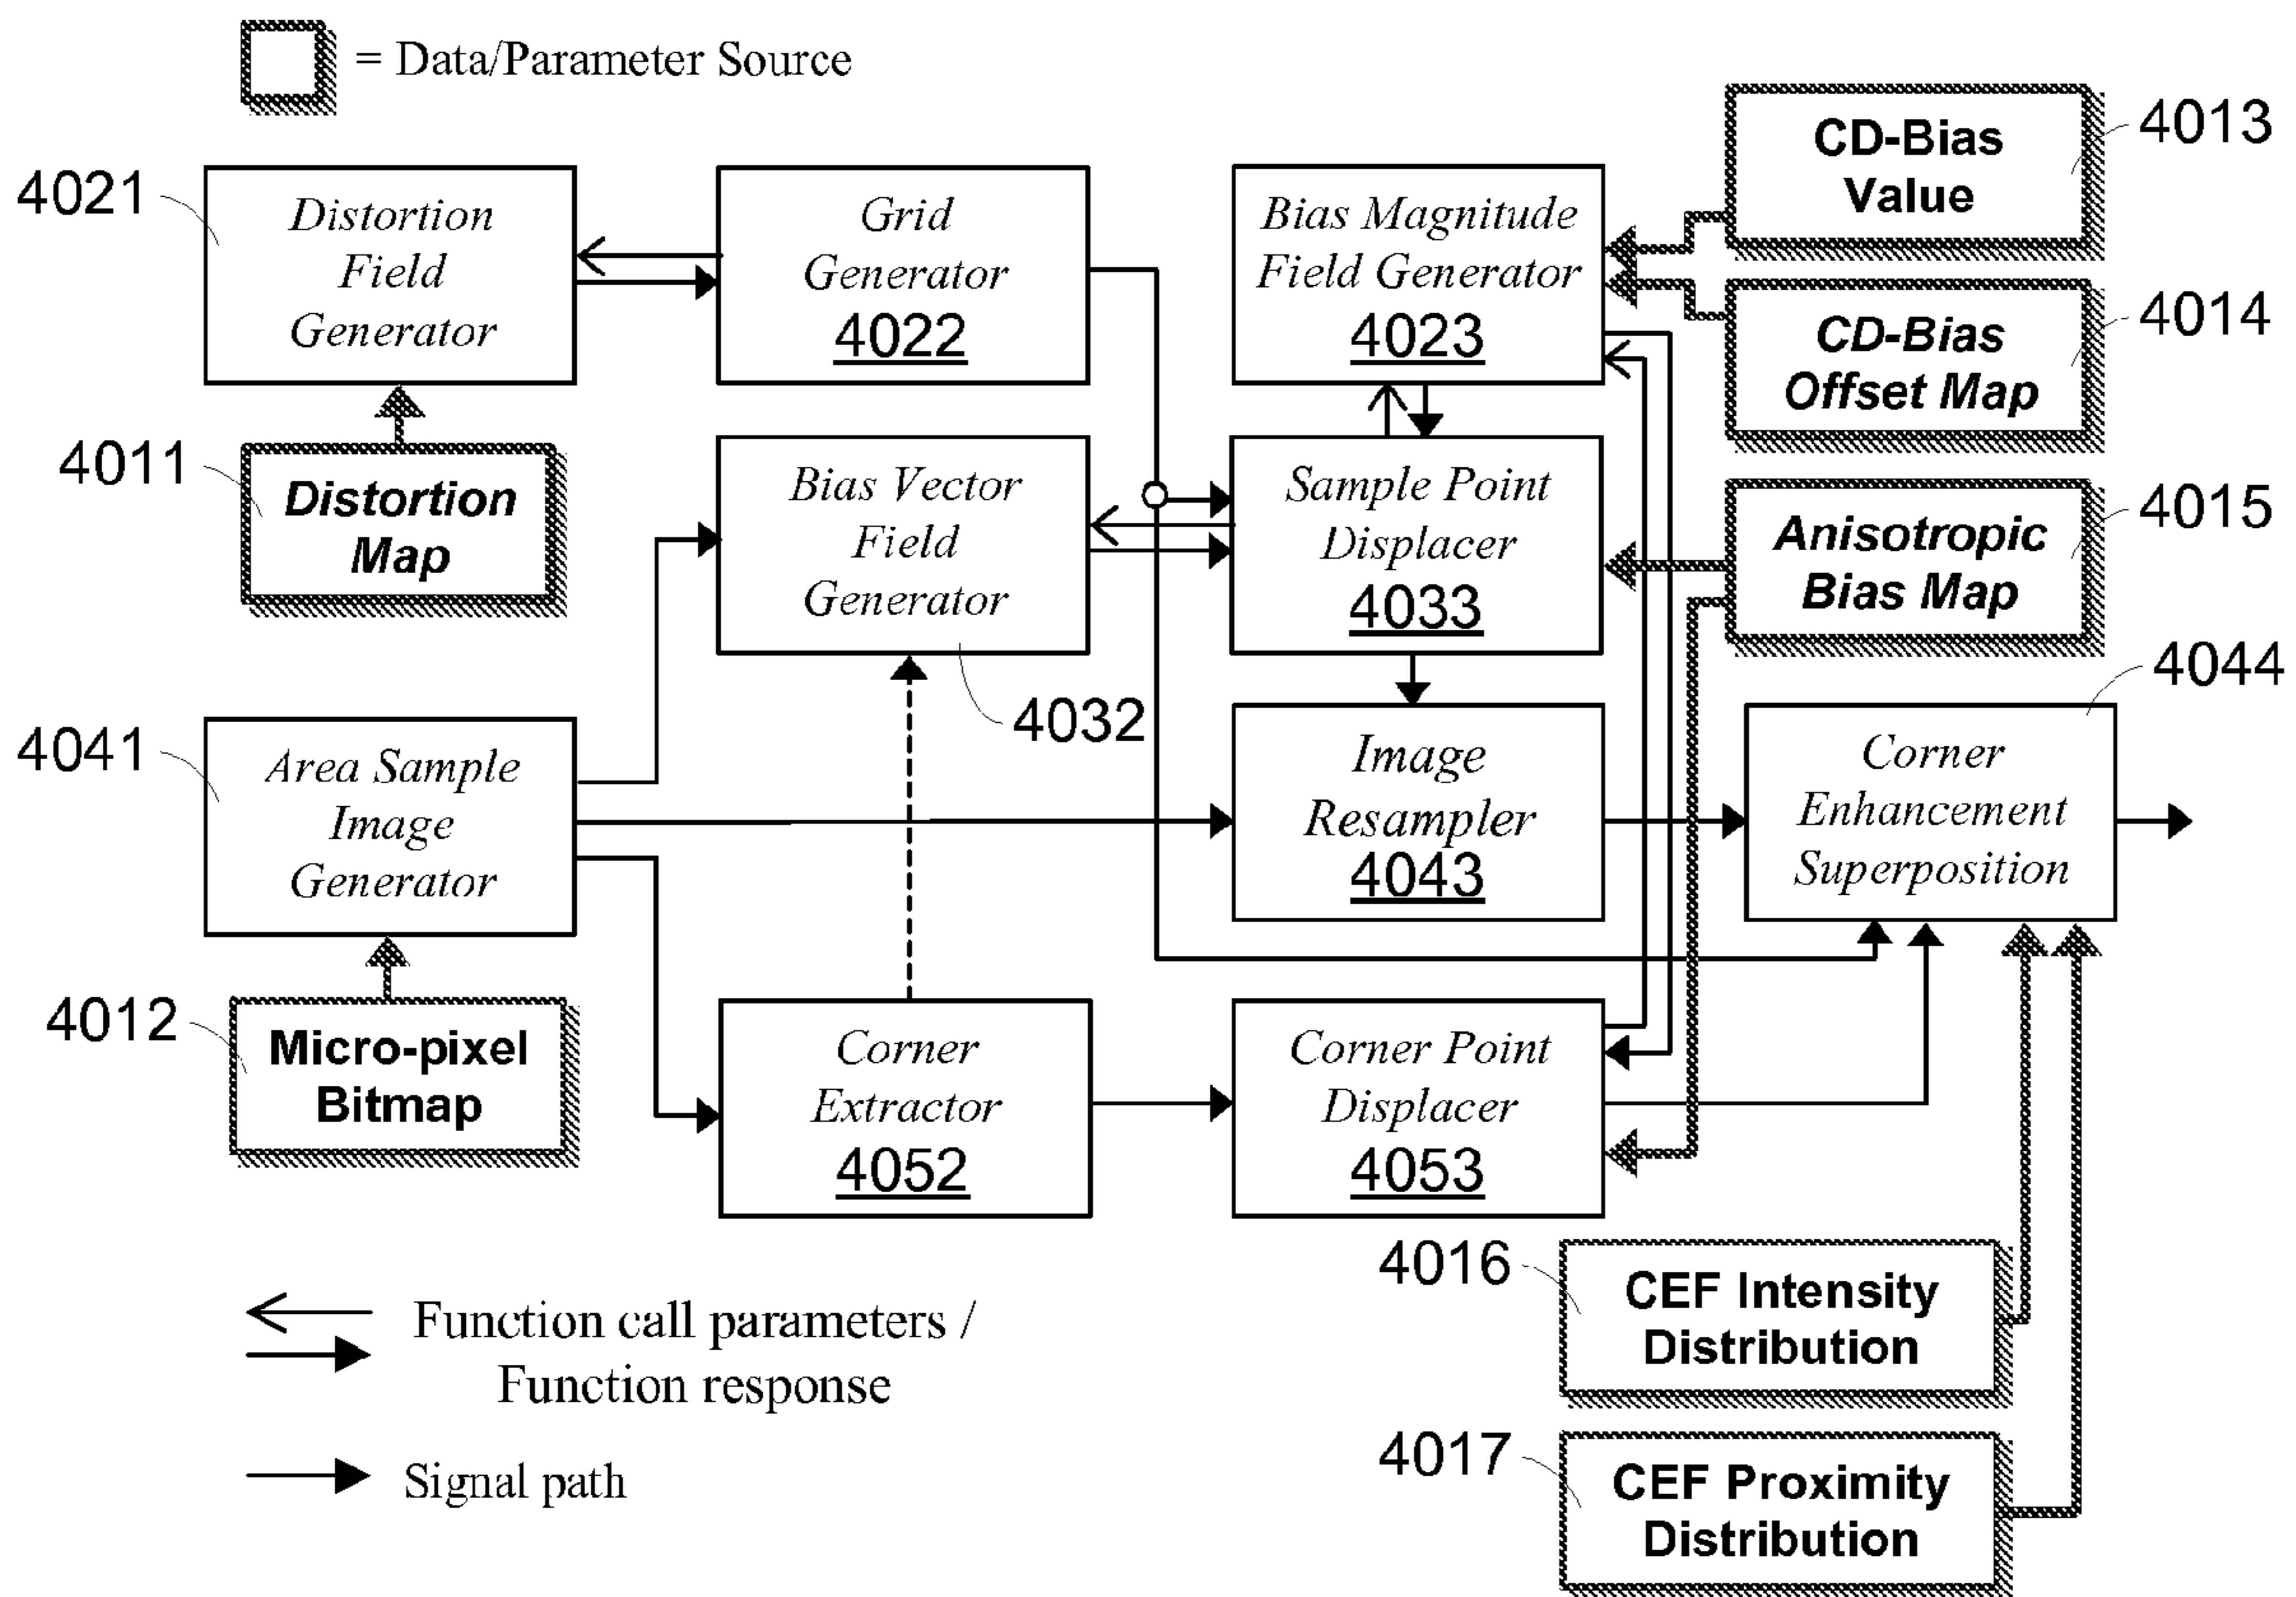 = Data/Parameter Source
4021
Distortion
Field
Generator
Grid
Generator
4022
Bias Magnitude
Field Generator
4023
CD-Bias
Value
4013
CD-Bias
Offset Map
4014
4011
Distortion
Map
Bias Vector
Field
Generator
4032
Sample Point
Displacer
4033
Anisotropic
Bias Map
4015
4044
4041
Area Sample
Image
Generator
Image
Resampler
4043
Corner
Enhancement
Superposition
4012
Micro-pixel
Bitmap
Corner
Extractor
4052
Corner Point
Displacer
4053
4016
CEF Intensity
Distribution
4017
CEF Proximity
Distribution
Function call parameters /
Function response
Signal path